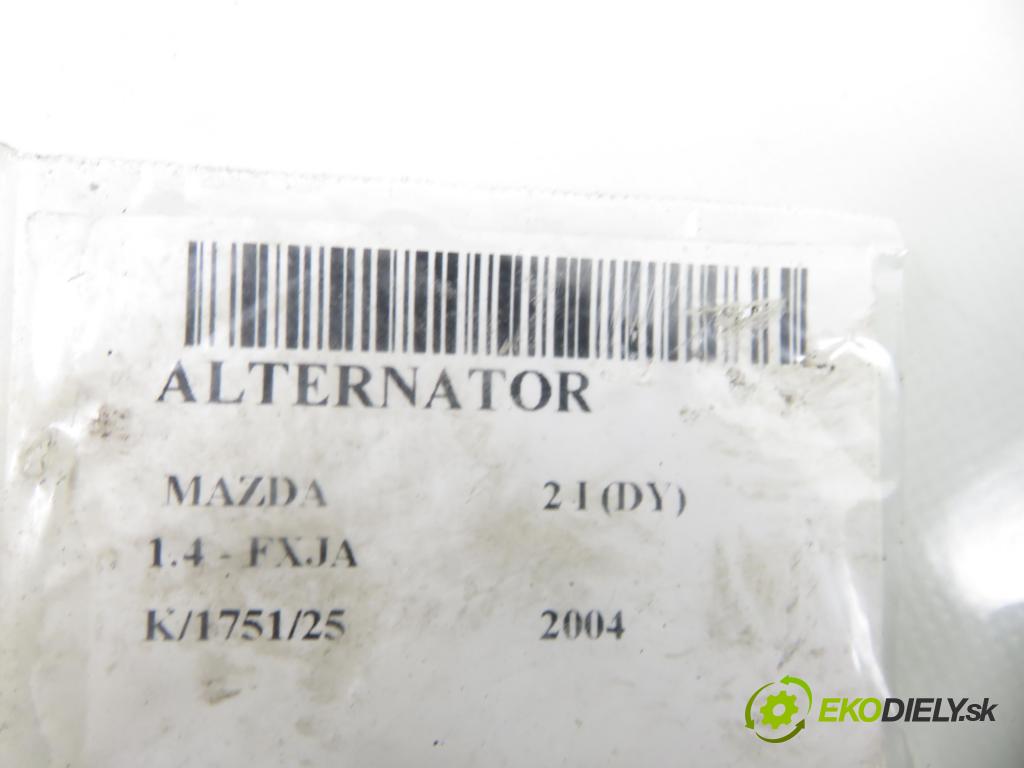 ALTERNATOR
MAZDA 2 I (DY)
1.4 - FXJA
K/1751/25 2004
EKODIELY.sk